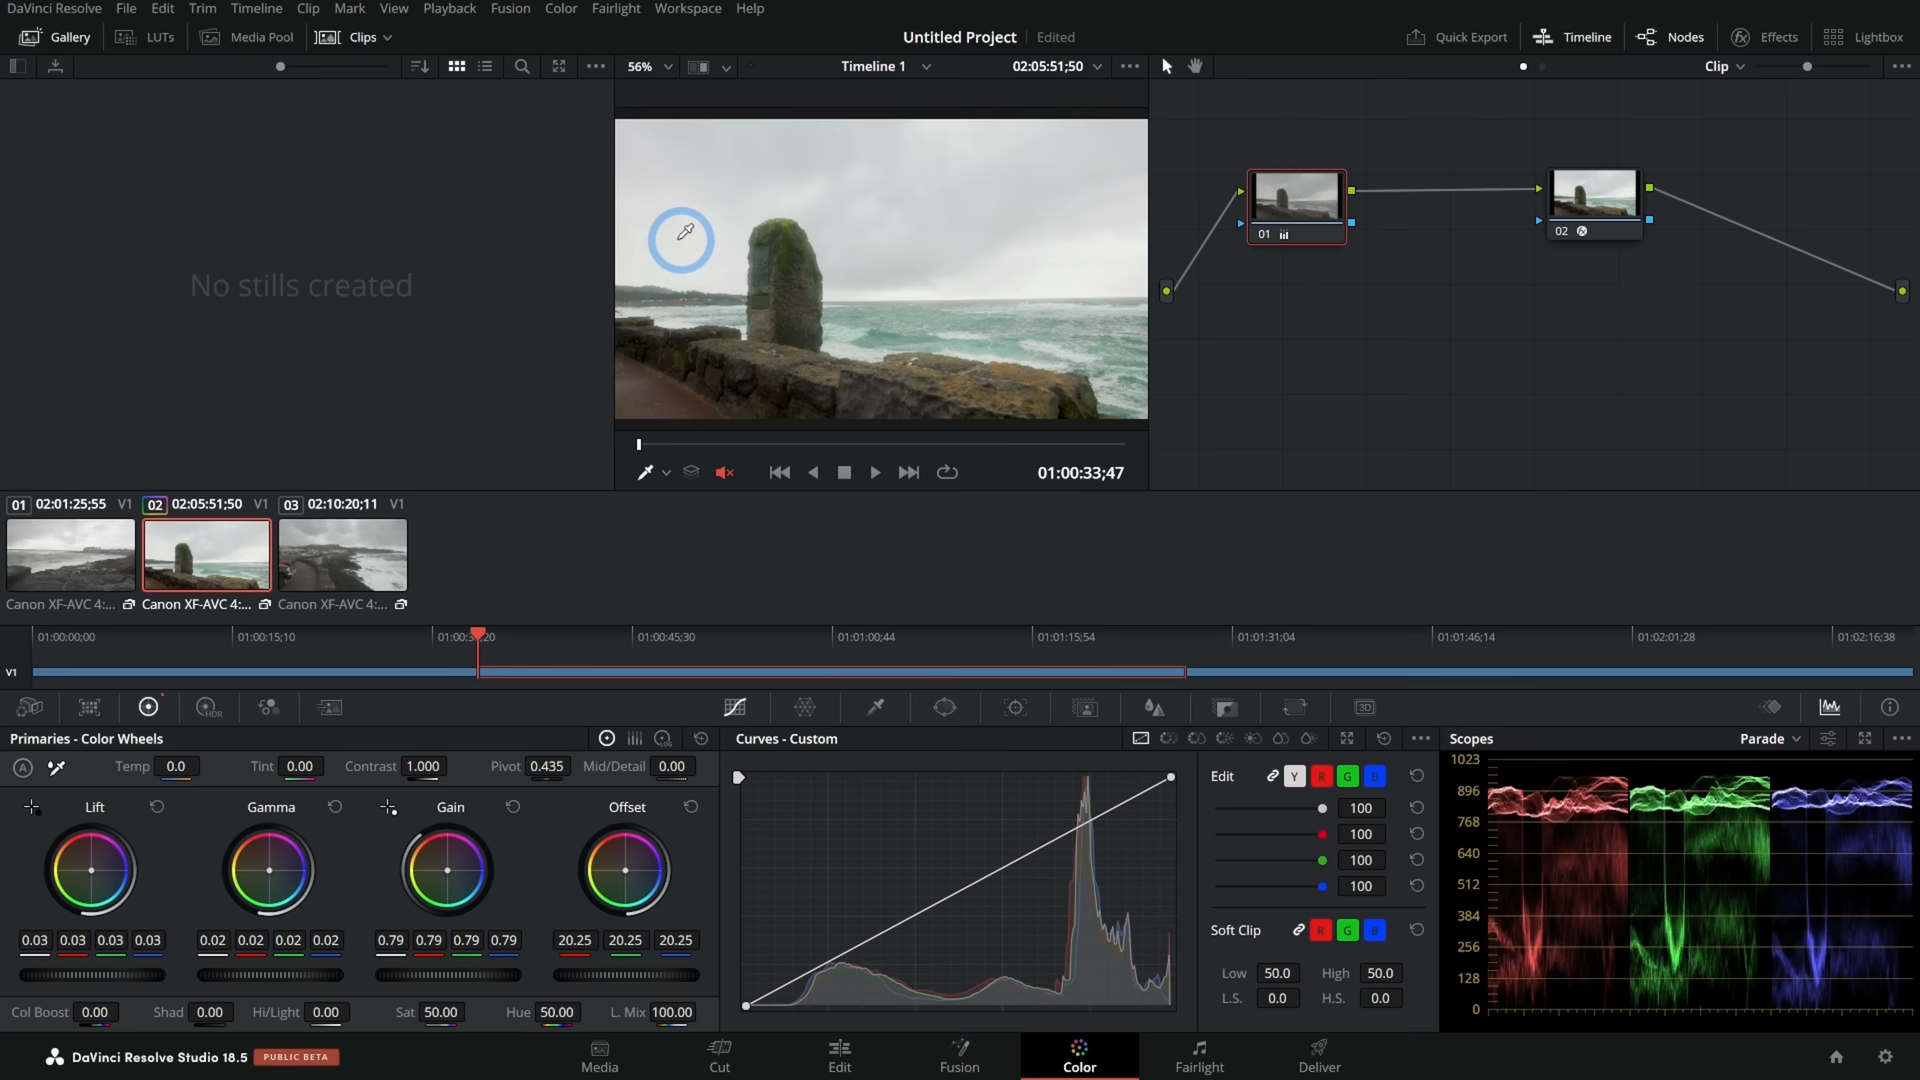 DaVinci Resolve File Edit Trim Timeline Clip Mark View Playback Fusion Color Fairlight Workspace Help
Gallery LUTs Media Pool Clips Untitled Project Edited Quick Export Timeline Nodes Effects Lightbox
56% Timeline 1 02:05:51;50 Clip
No stills created
01
02
01:00:33;47
01 02:01:25;55 V1 02 02:05:51;50 V1 03 02:10:20;11 V1
Canon XF-AVC 4:... Canon XF-AVC 4:... Canon XF-AVC 4:...
01:00:00;00 01:00:15;10 01:00:3 ;20 01:00:45;30 01:01:00;44 01:01:15;54 01:01:31;04 01:01:46;14 01:02:01;28 01:02:16;38
V1
HDR 3D
Primaries - Color Wheels LOG Curves - Custom Scopes Parade
A Temp 0.0 Tint 0.00 Contrast 1.000 Pivot 0.435 Mid/Detail 0.00
Lift Gamma Gain Offset
0.03 0.03 0.03 0.03 0.02 0.02 0.02 0.02 0.79 0.79 0.79 0.79 20.25 20.25 20.25
Col Boost 0.00 Shad 0.00 Hi/Light 0.00 Sat 50.00 Hue 50.00 L. Mix 100.00
Edit Y R G B
100
100
100
100
Soft Clip R G B
Low 50.0 High 50.0
L.S. 0.0 H.S. 0.0
1023
896
768
640
512
384
256
128
0
DaVinci Resolve Studio 18.5 PUBLIC BETA Media Cut Edit Fusion Color Fairlight Deliver